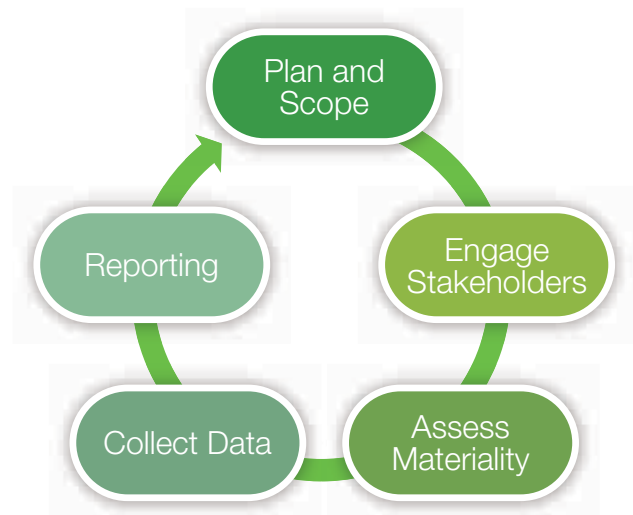 Plan and
Scope
Engage
Stakeholders
Assess
Materiality
Collect Data
Reporting